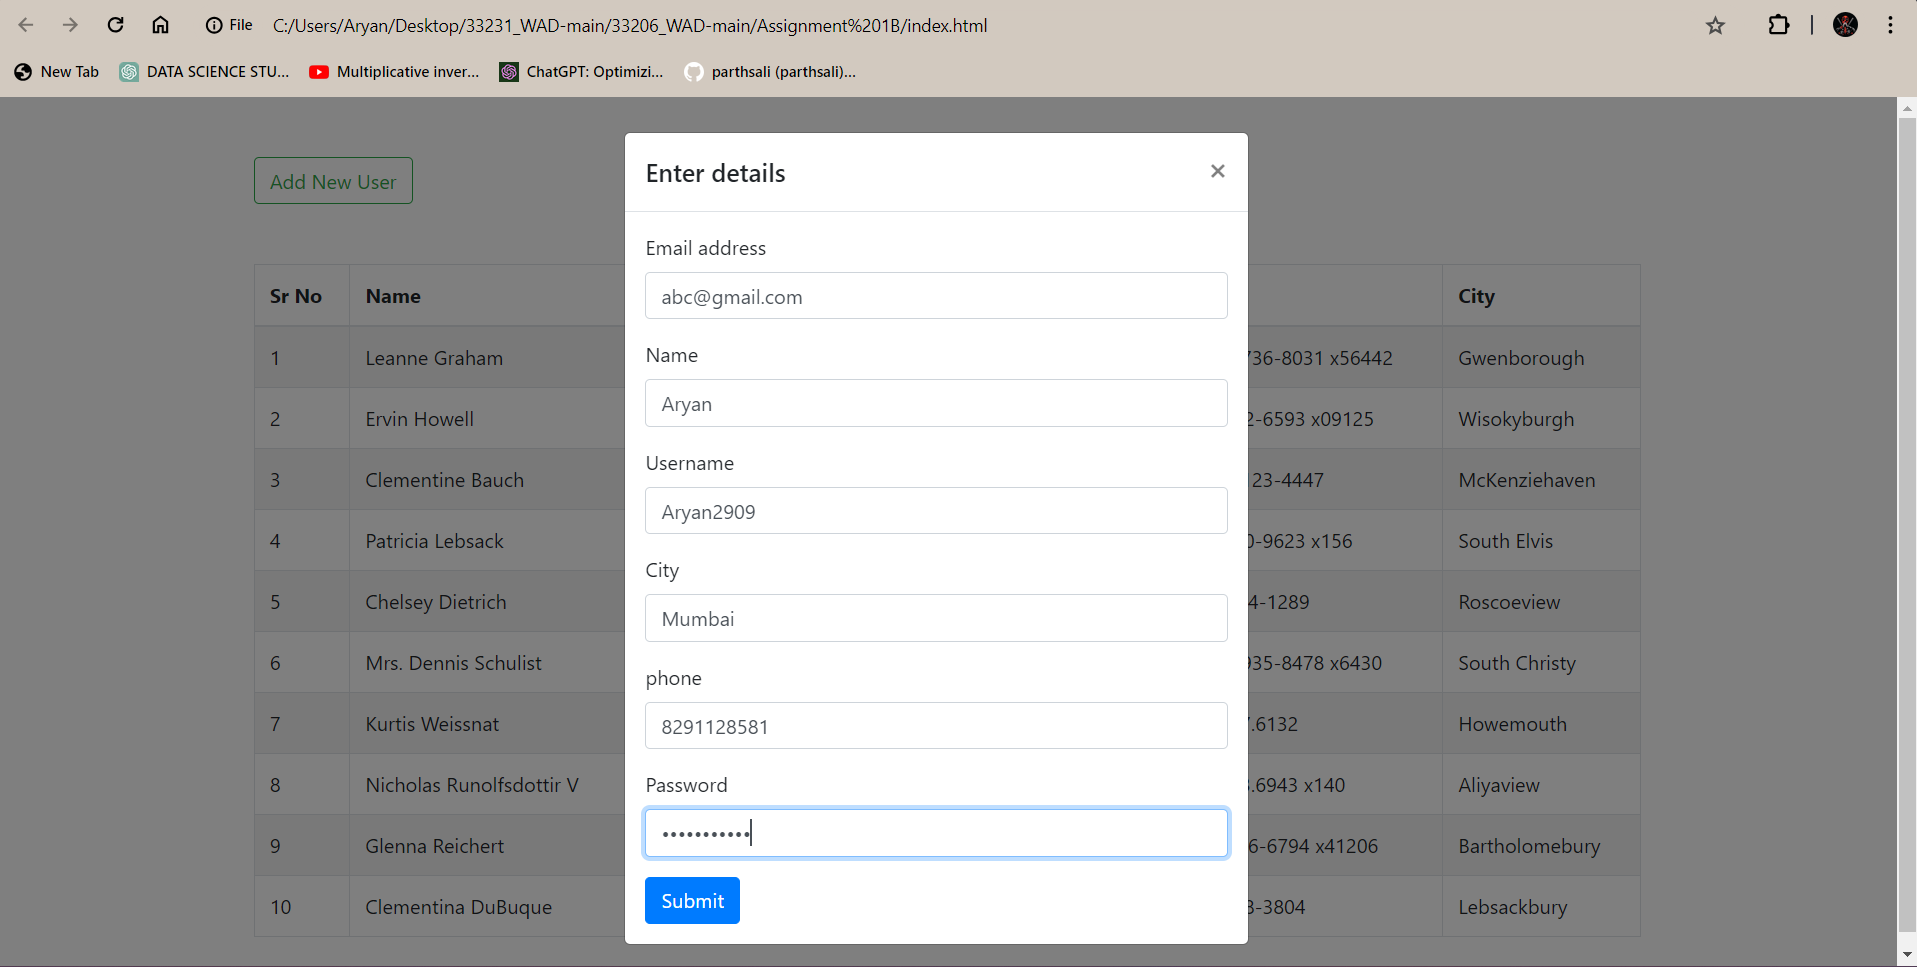 File C:/Users/Aryan/Desktop/33231_WAD-main/33206_WAD-main/Assignment%201B/index.html
New Tab DATA SCIENCE STU... Multiplicative inver... ChatGPT: Optimizi... parthsali (parthsali)...
Add New User
Enter details ×
Email address
abc@gmail.com
Name
Aryan
Username
Aryan2909
City
Mumbai
phone
8291128581
Password
•••••••••••
Submit
Sr No Name City
1 Leanne Graham 736-8031 x56442 Gwenborough
2 Ervin Howell 2-6593 x09125 Wisokyburgh
3 Clementine Bauch 123-4447 McKenziehaven
4 Patricia Lebsack 0-9623 x156 South Elvis
5 Chelsey Dietrich 4-1289 Roscoeview
6 Mrs. Dennis Schulist 935-8478 x6430 South Christy
7 Kurtis Weissnat .6132 Howemouth
8 Nicholas Runolfsdottir V .6943 x140 Aliyaview
9 Glenna Reichert 6-6794 x41206 Bartholomebury
10 Clementina DuBuque -3804 Lebsackbury